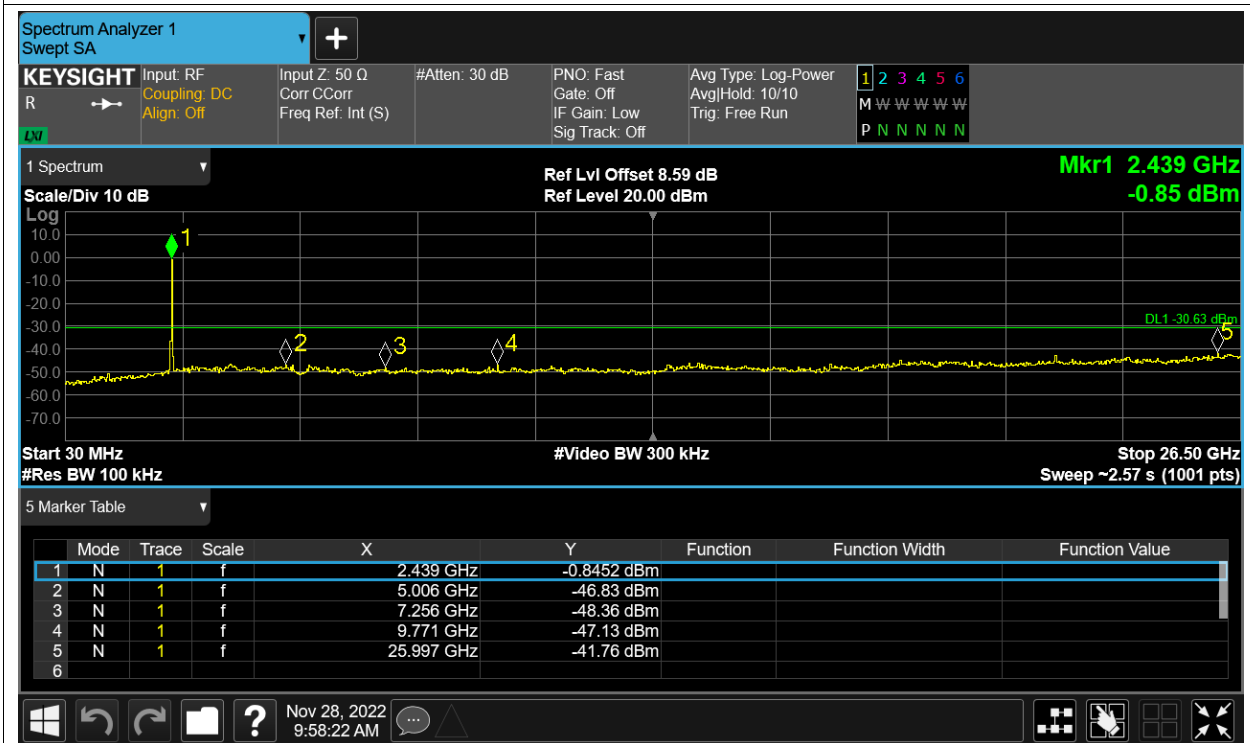 Spectrum Analyzer 1
Swept SA
KEYSIGHT Input: RF Input Z: 50 Ω #Atten: 30 dB PNO: Fast Avg Type: Log-Power 1 2 3 4 5 6
R Coupling: DC Corr CCorr Gate: Off Avg|Hold: 10/10 M W W W W W W
Align: Off Freq Ref: Int (S) IF Gain: Low Trig: Free Run
LXI Sig Track: Off P N N N N N N
1 Spectrum Ref Lvl Offset 8.59 dB Mkr1 2.439 GHz
Scale/Div 10 dB Ref Level 20.00 dBm -0.85 dBm
Log
10.0 1
0.00
-10.0
-20.0
-30.0 DL1 -30.63 dBm
-40.0 2 3 4 5
-50.0
-60.0
-70.0
Start 30 MHz #Video BW 300 kHz Stop 26.50 GHz
#Res BW 100 kHz Sweep ~2.57 s (1001 pts)
5 Marker Table
Mode Trace Scale X Y Function Function Width Function Value
1 N 1 f 2.439 GHz -0.8452 dBm
2 N 1 f 5.006 GHz -46.83 dBm
3 N 1 f 7.256 GHz -48.36 dBm
4 N 1 f 9.771 GHz -47.13 dBm
5 N 1 f 25.997 GHz -41.76 dBm
6
? Nov 28, 2022
9:58:22 AM